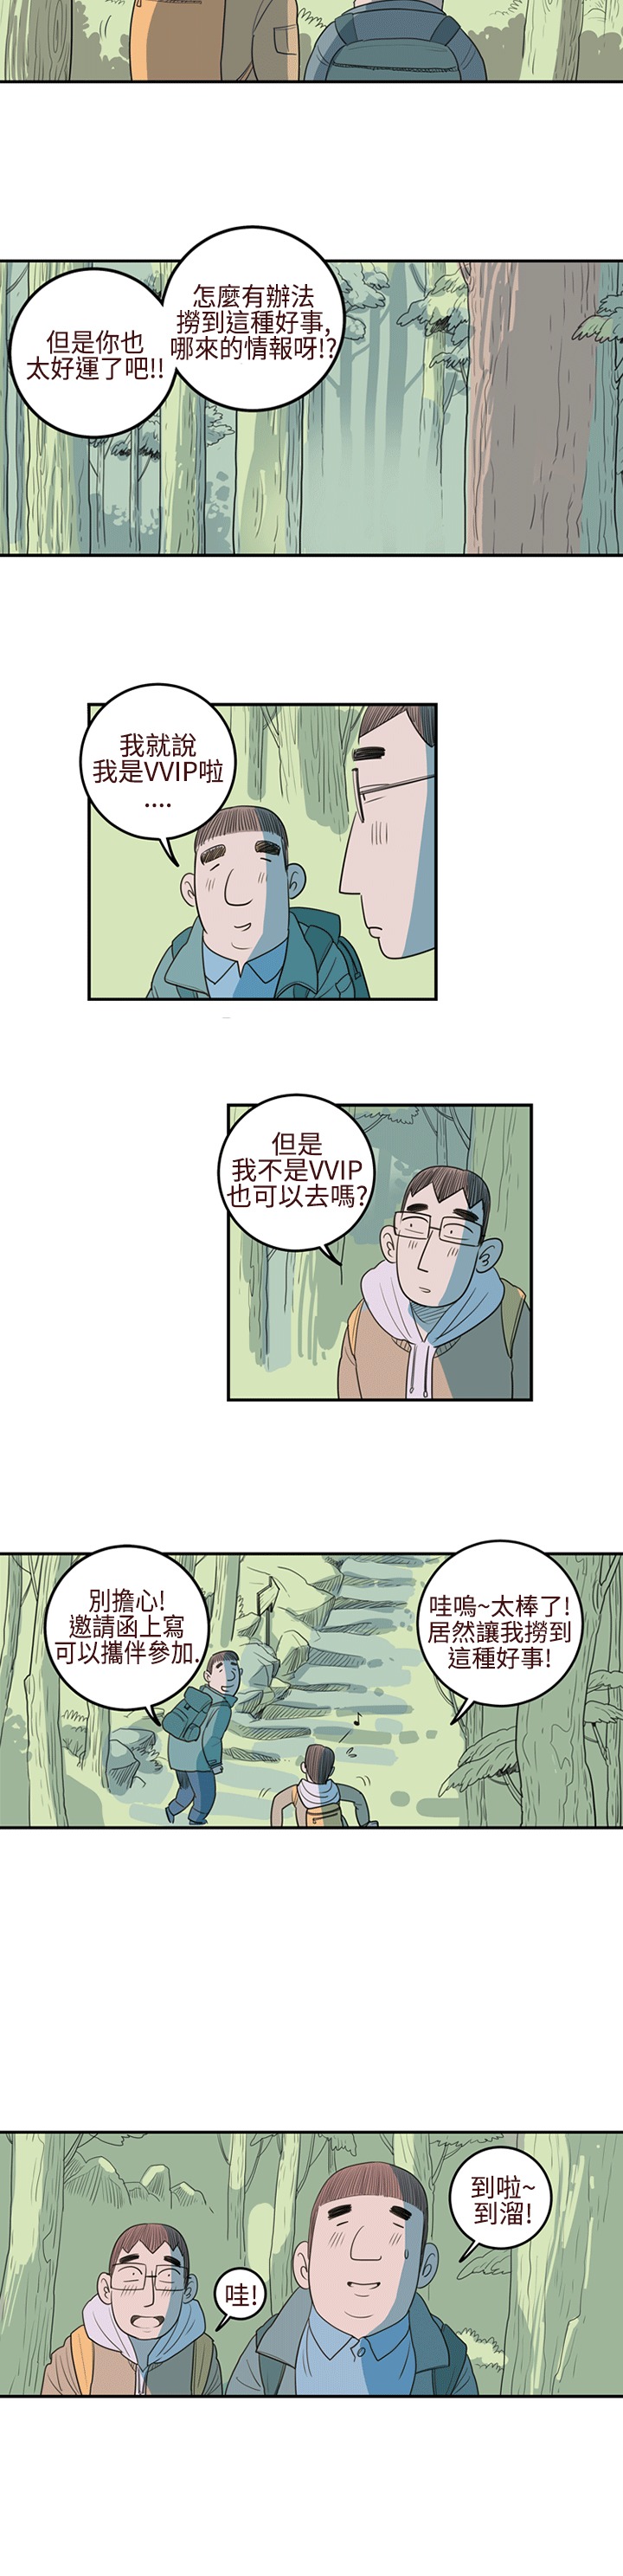 但是你也
太好運了吧!!
怎麼有辦法
撈到這種好事,
哪來的情報呀!?
我就說
我是VVIP啦
....
但是
我不是VVIP
也可以去嗎?
別擔心!
邀請函上寫
可以攜伴參加.
哇嗚~太棒了!
居然讓我撈到
這種好事!
到啦~
到溜!
哇!